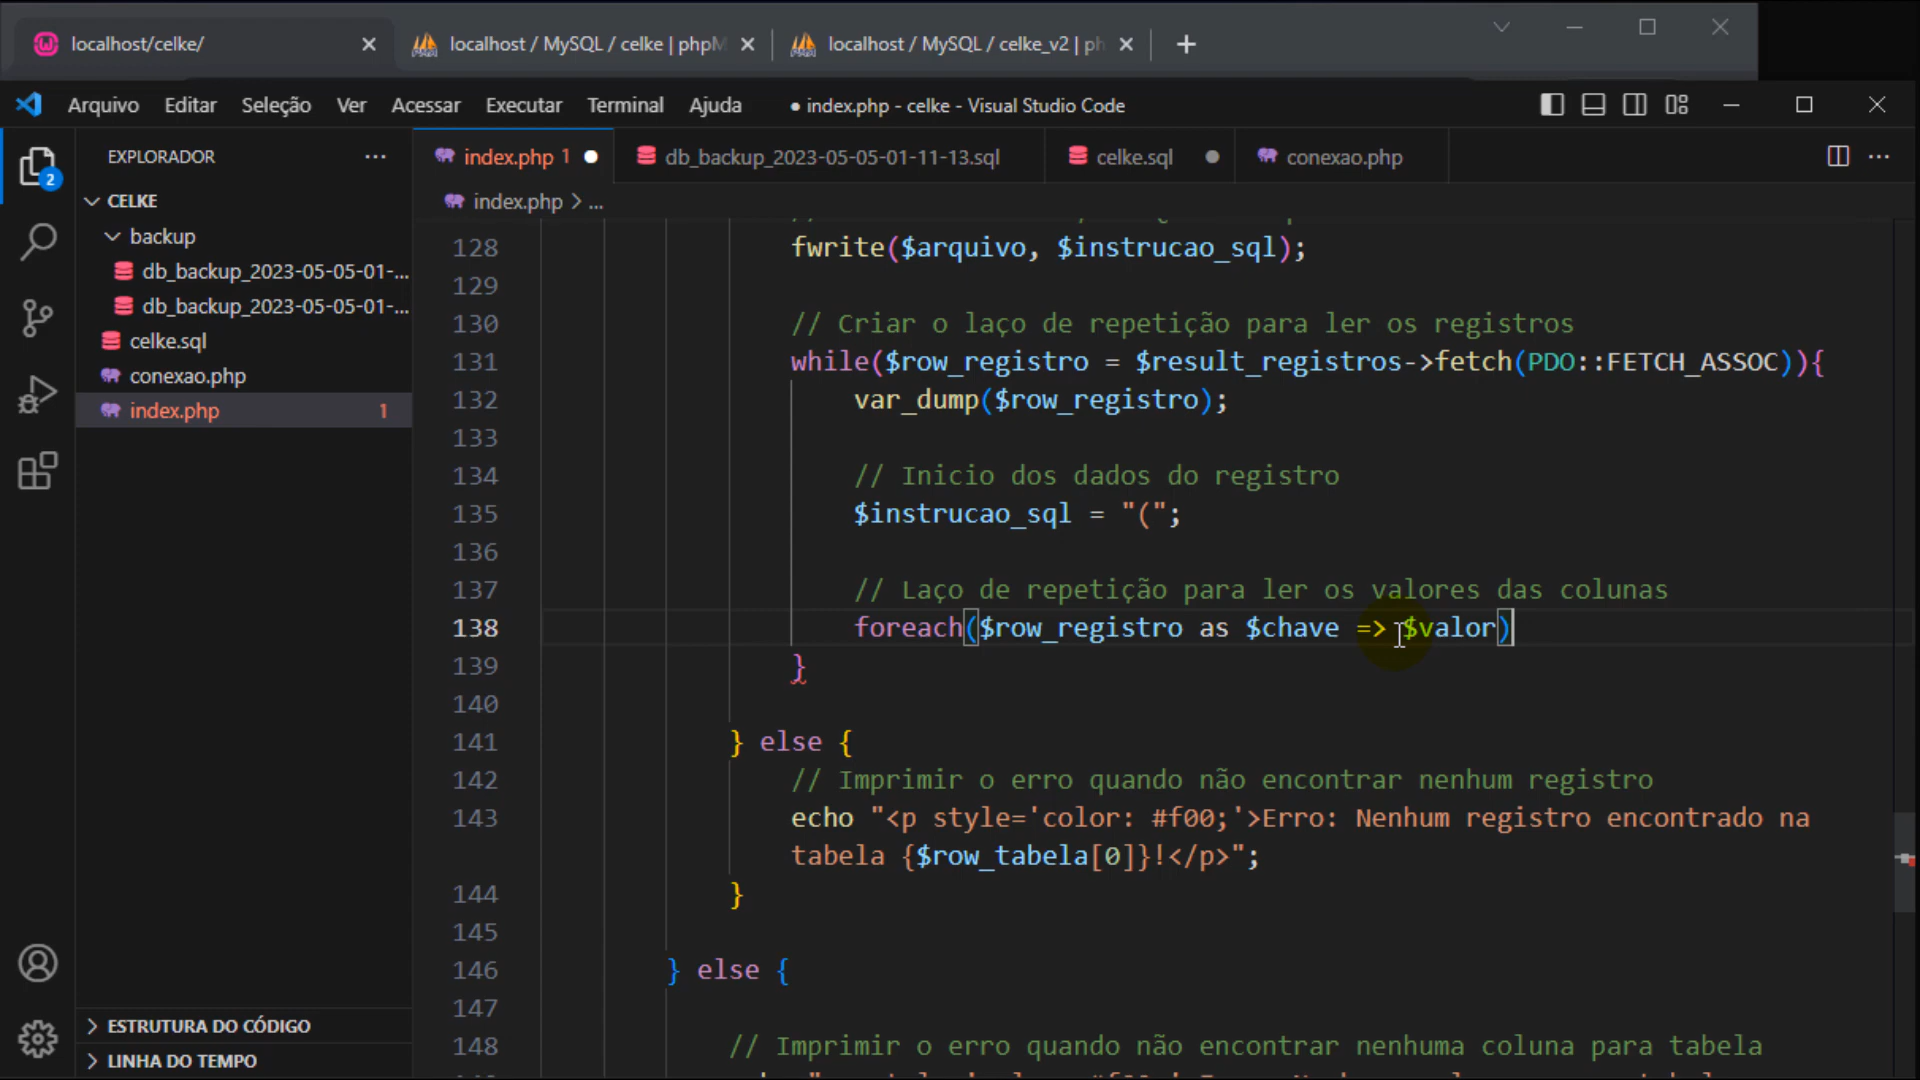 localhost/celke/
localhost / MySQL / celke | phpM
localhost / MySQL / celke_v2 | ph
Arquivo Editar Seleção Ver Acessar Executar Terminal Ajuda
● index.php - celke - Visual Studio Code
EXPLORADOR
index.php 1
db_backup_2023-05-05-01-11-13.sql
celke.sql
conexao.php
index.php > ...
2
CELKE
backup
db_backup_2023-05-05-01-...
db_backup_2023-05-05-01-...
celke.sql
conexao.php
index.php 1
128 fwrite($arquivo, $instrucao_sql);
129
130 // Criar o laço de repetição para ler os registros
131 while($row_registro = $result_registros->fetch(PDO::FETCH_ASSOC)){
132 var_dump($row_registro);
133
134 // Inicio dos dados do registro
135 $instrucao_sql = "(";
136
137 // Laço de repetição para ler os valores das colunas
138 foreach($row_registro as $chave => $valor)
139 }
140
141 } else {
142 // Imprimir o erro quando não encontrar nenhum registro
143 echo "<p style='color: #f00;'>Erro: Nenhum registro encontrado na
tabela {$row_tabela[0]}!</p>";
144 }
145
146 } else {
147
148 // Imprimir o erro quando não encontrar nenhuma coluna para tabela
ESTRUTURA DO CÓDIGO
LINHA DO TEMPO